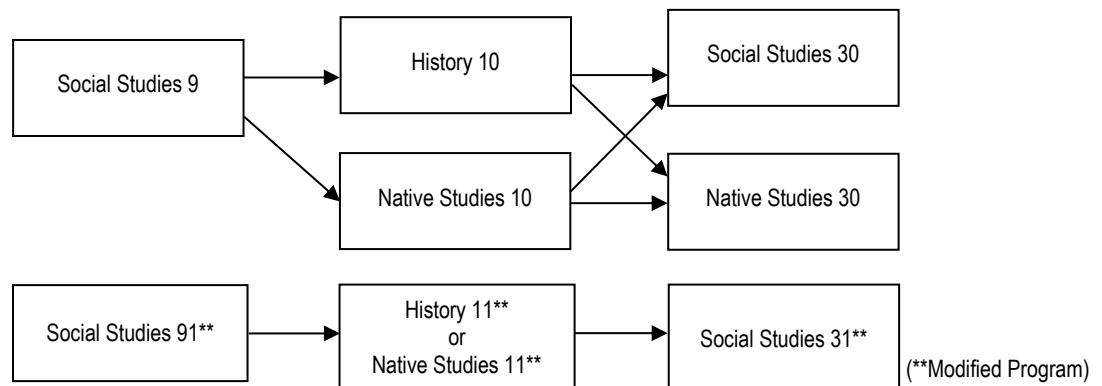 Social Studies 9
History 10
Social Studies 30
Native Studies 10
Native Studies 30
Social Studies 91**
History 11**
or
Native Studies 11**
Social Studies 31**
(**Modified Program)